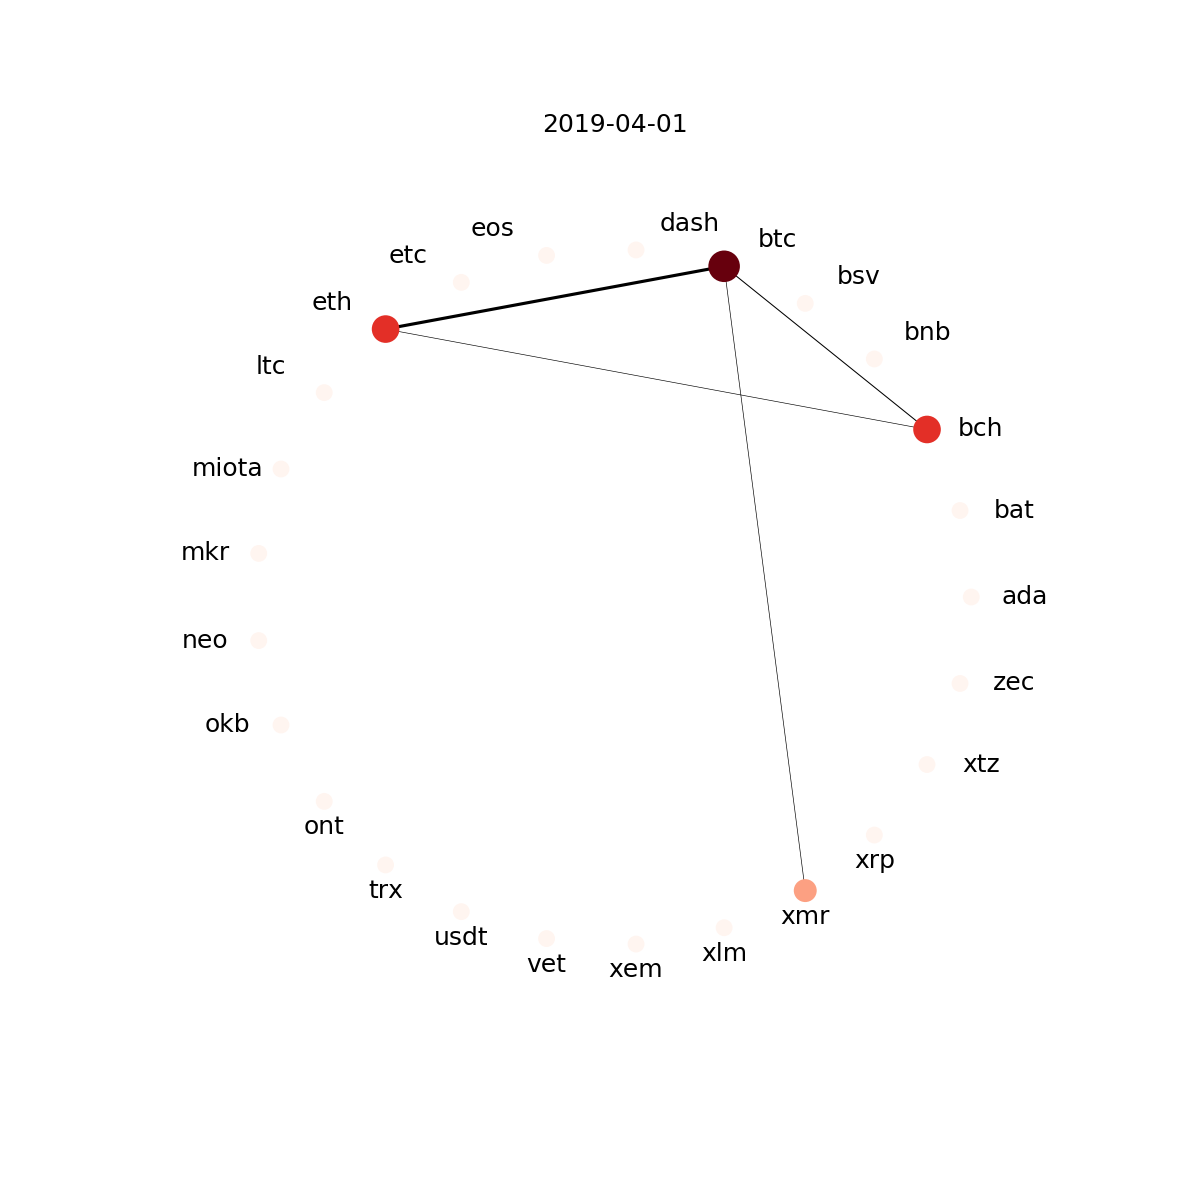 2019-04-01
dash
eos
btc
etc
bsv
eth
bnb
ltc
bch
miota
bat
mkr
ada
neo
zec
okb
xtz
ont
xrp
trx
xmr
usdt
xlm
vet
xem